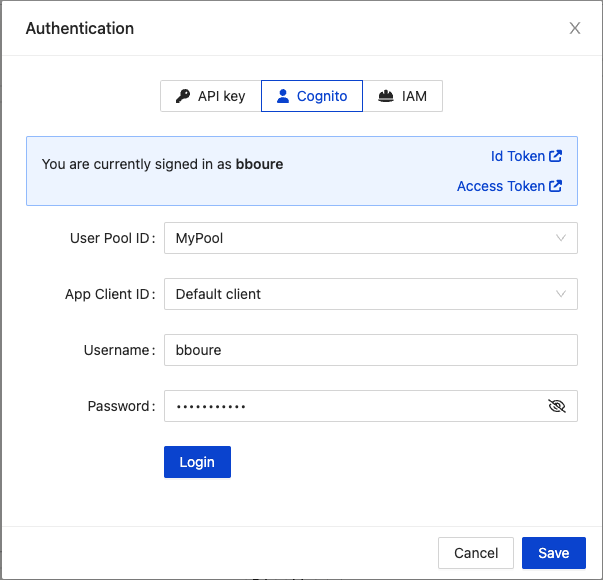 Authentication
API key
Cognito
IAM
You are currently signed in as bboure
Id Token
Access Token
User Pool ID :
MyPool
App Client ID :
Default client
Username :
bboure
Password :
•••••••••••
Login
Cancel
Save